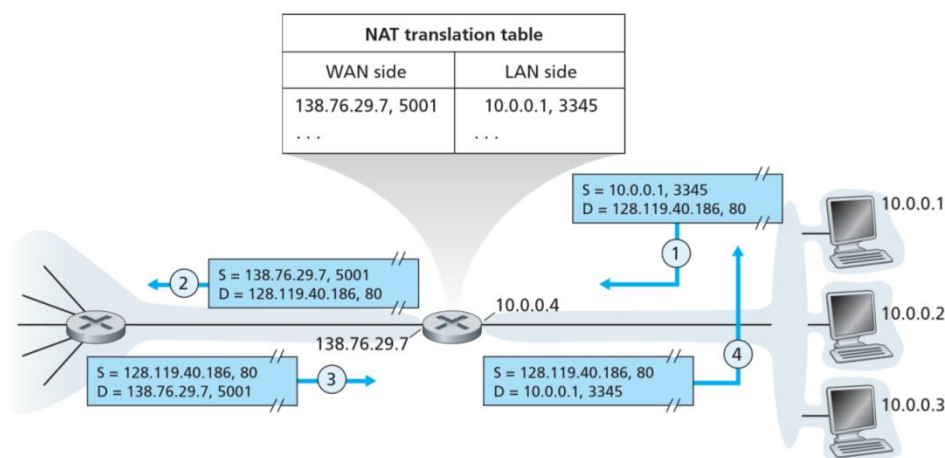 NAT translation table
WAN side LAN side
138.76.29.7, 5001 10.0.0.1, 3345
. . . . . .
S = 10.0.0.1, 3345
D = 128.119.40.186, 80
10.0.0.1
1
2
S = 138.76.29.7, 5001
D = 128.119.40.186, 80
10.0.0.4
10.0.0.2
138.76.29.7
4
S = 128.119.40.186, 80
D = 138.76.29.7, 5001
3
S = 128.119.40.186, 80
D = 10.0.0.1, 3345
10.0.0.3